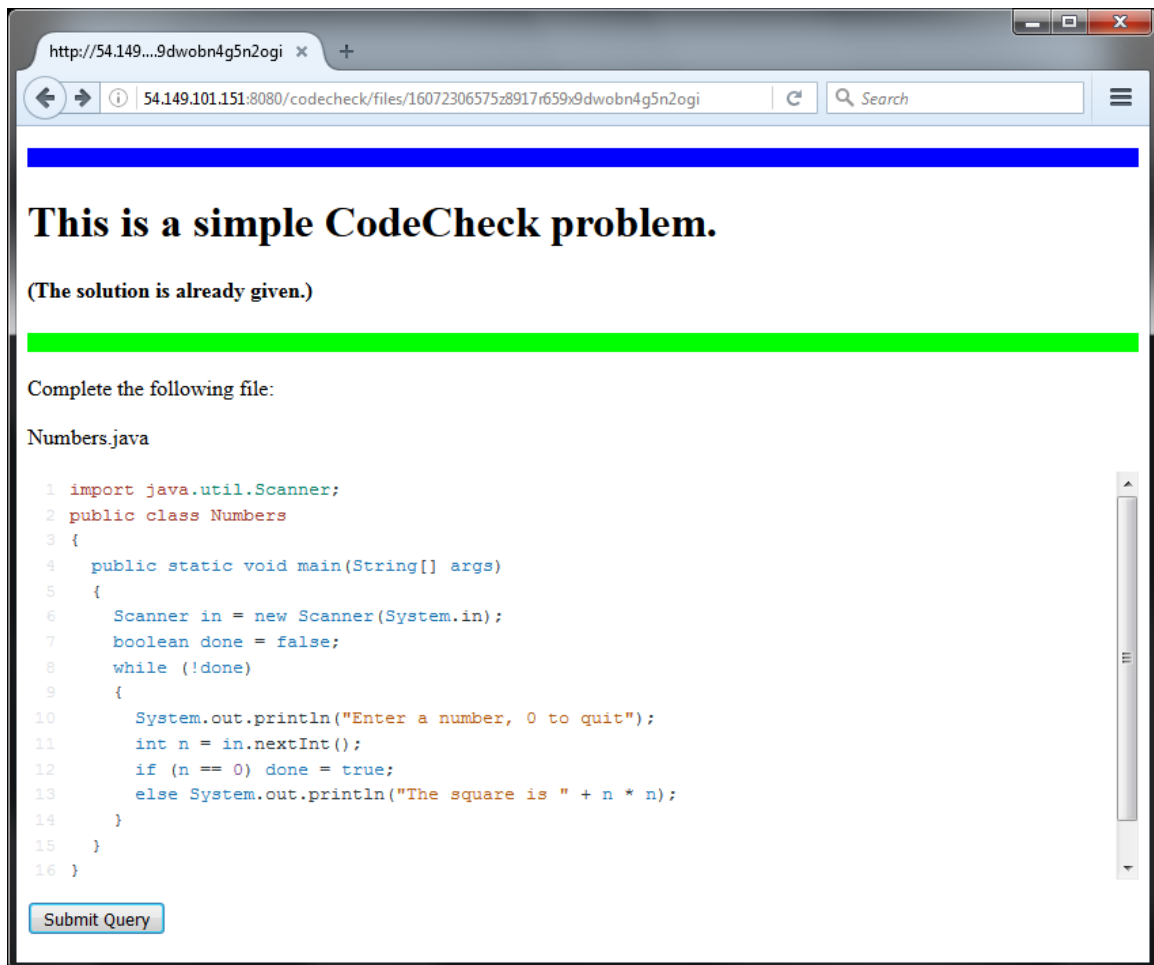 http://54.149....9dwobn4g5n2ogi
54.149.101.151:8080/codecheck/files/16072306575z8917r659x9dwobn4g5n2ogi
Search
This is a simple CodeCheck problem.
(The solution is already given.)
Complete the following file:
Numbers.java
1 import java.util.Scanner;
2 public class Numbers
3 {
4   public static void main(String[] args)
5   {
6     Scanner in = new Scanner(System.in);
7     boolean done = false;
8     while (!done)
9     {
10       System.out.println("Enter a number, 0 to quit");
11       int n = in.nextInt();
12       if (n == 0) done = true;
13       else System.out.println("The square is " + n * n);
14     }
15   }
16 }
Submit Query